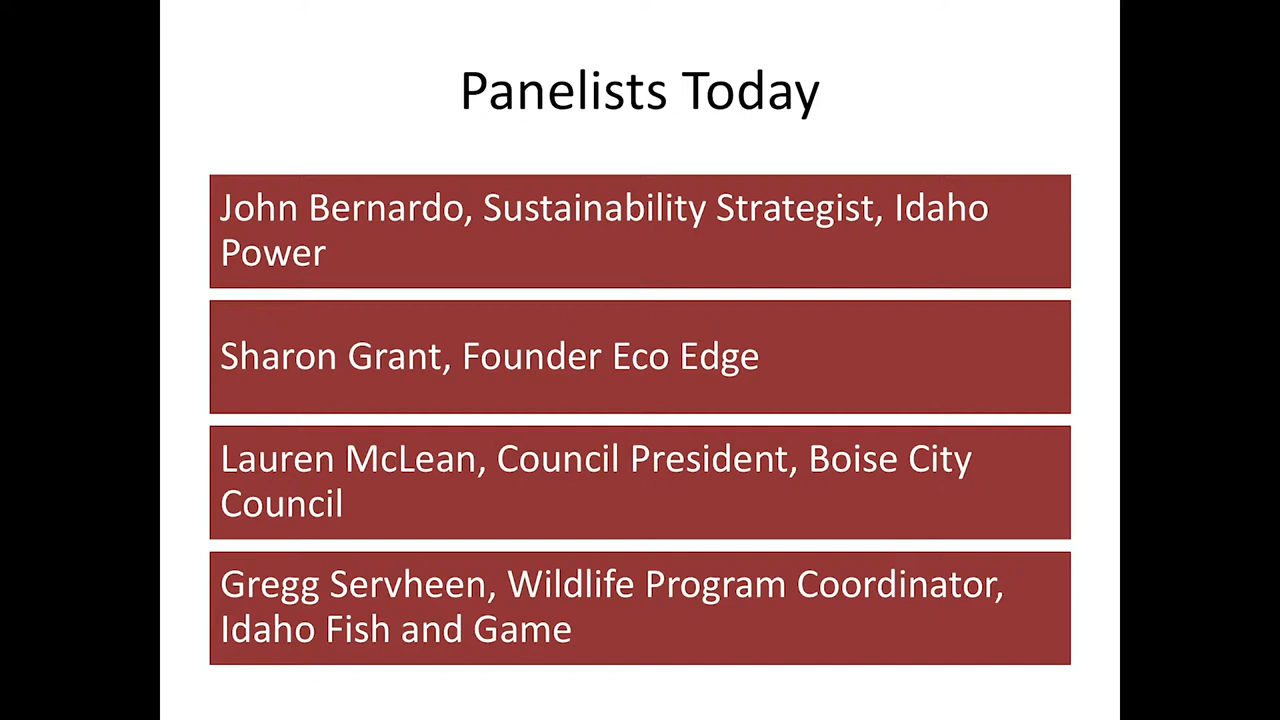 Panelists Today
John Bernardo, Sustainability Strategist, Idaho
Power
Sharon Grant, Founder Eco Edge
Lauren McLean, Council President, Boise City
Council
Gregg Servheen, Wildlife Program Coordinator,
Idaho Fish and Game